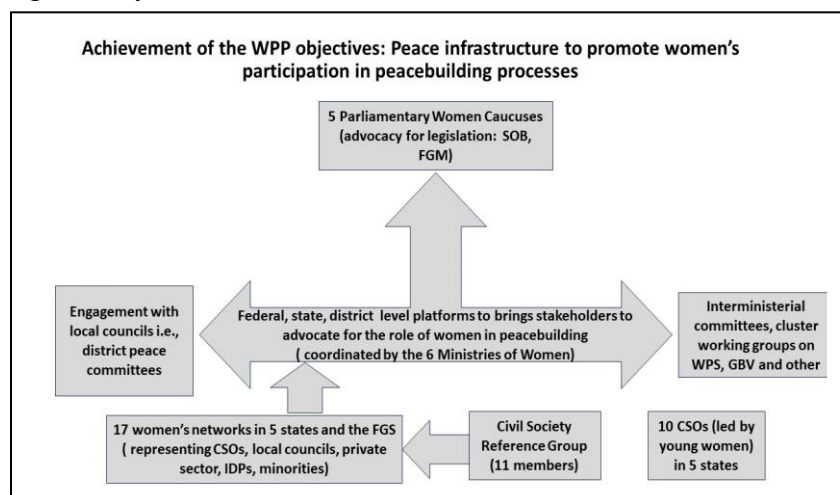 Achievement of the WPP objectives: Peace infrastructure to promote women's
participation in peacebuilding processes
5 Parliamentary Women Caucuses
(advocacy for legislation: SOB,
FGM)
Engagement with
local councils i.e.,
district peace
committees
Federal, state, district level platforms to brings stakeholders to
advocate for the role of women in peacebuilding
( coordinated by the 6 Ministries of Women)
Interministerial
committees, cluster
working groups on
WPS, GBV and other
17 women's networks in 5 states and the FGS
( representing CSOs, local councils, private
sector, IDPs, minorities)
Civil Society
Reference Group
(11 members)
10 CSOs (led by
young women)
in 5 states